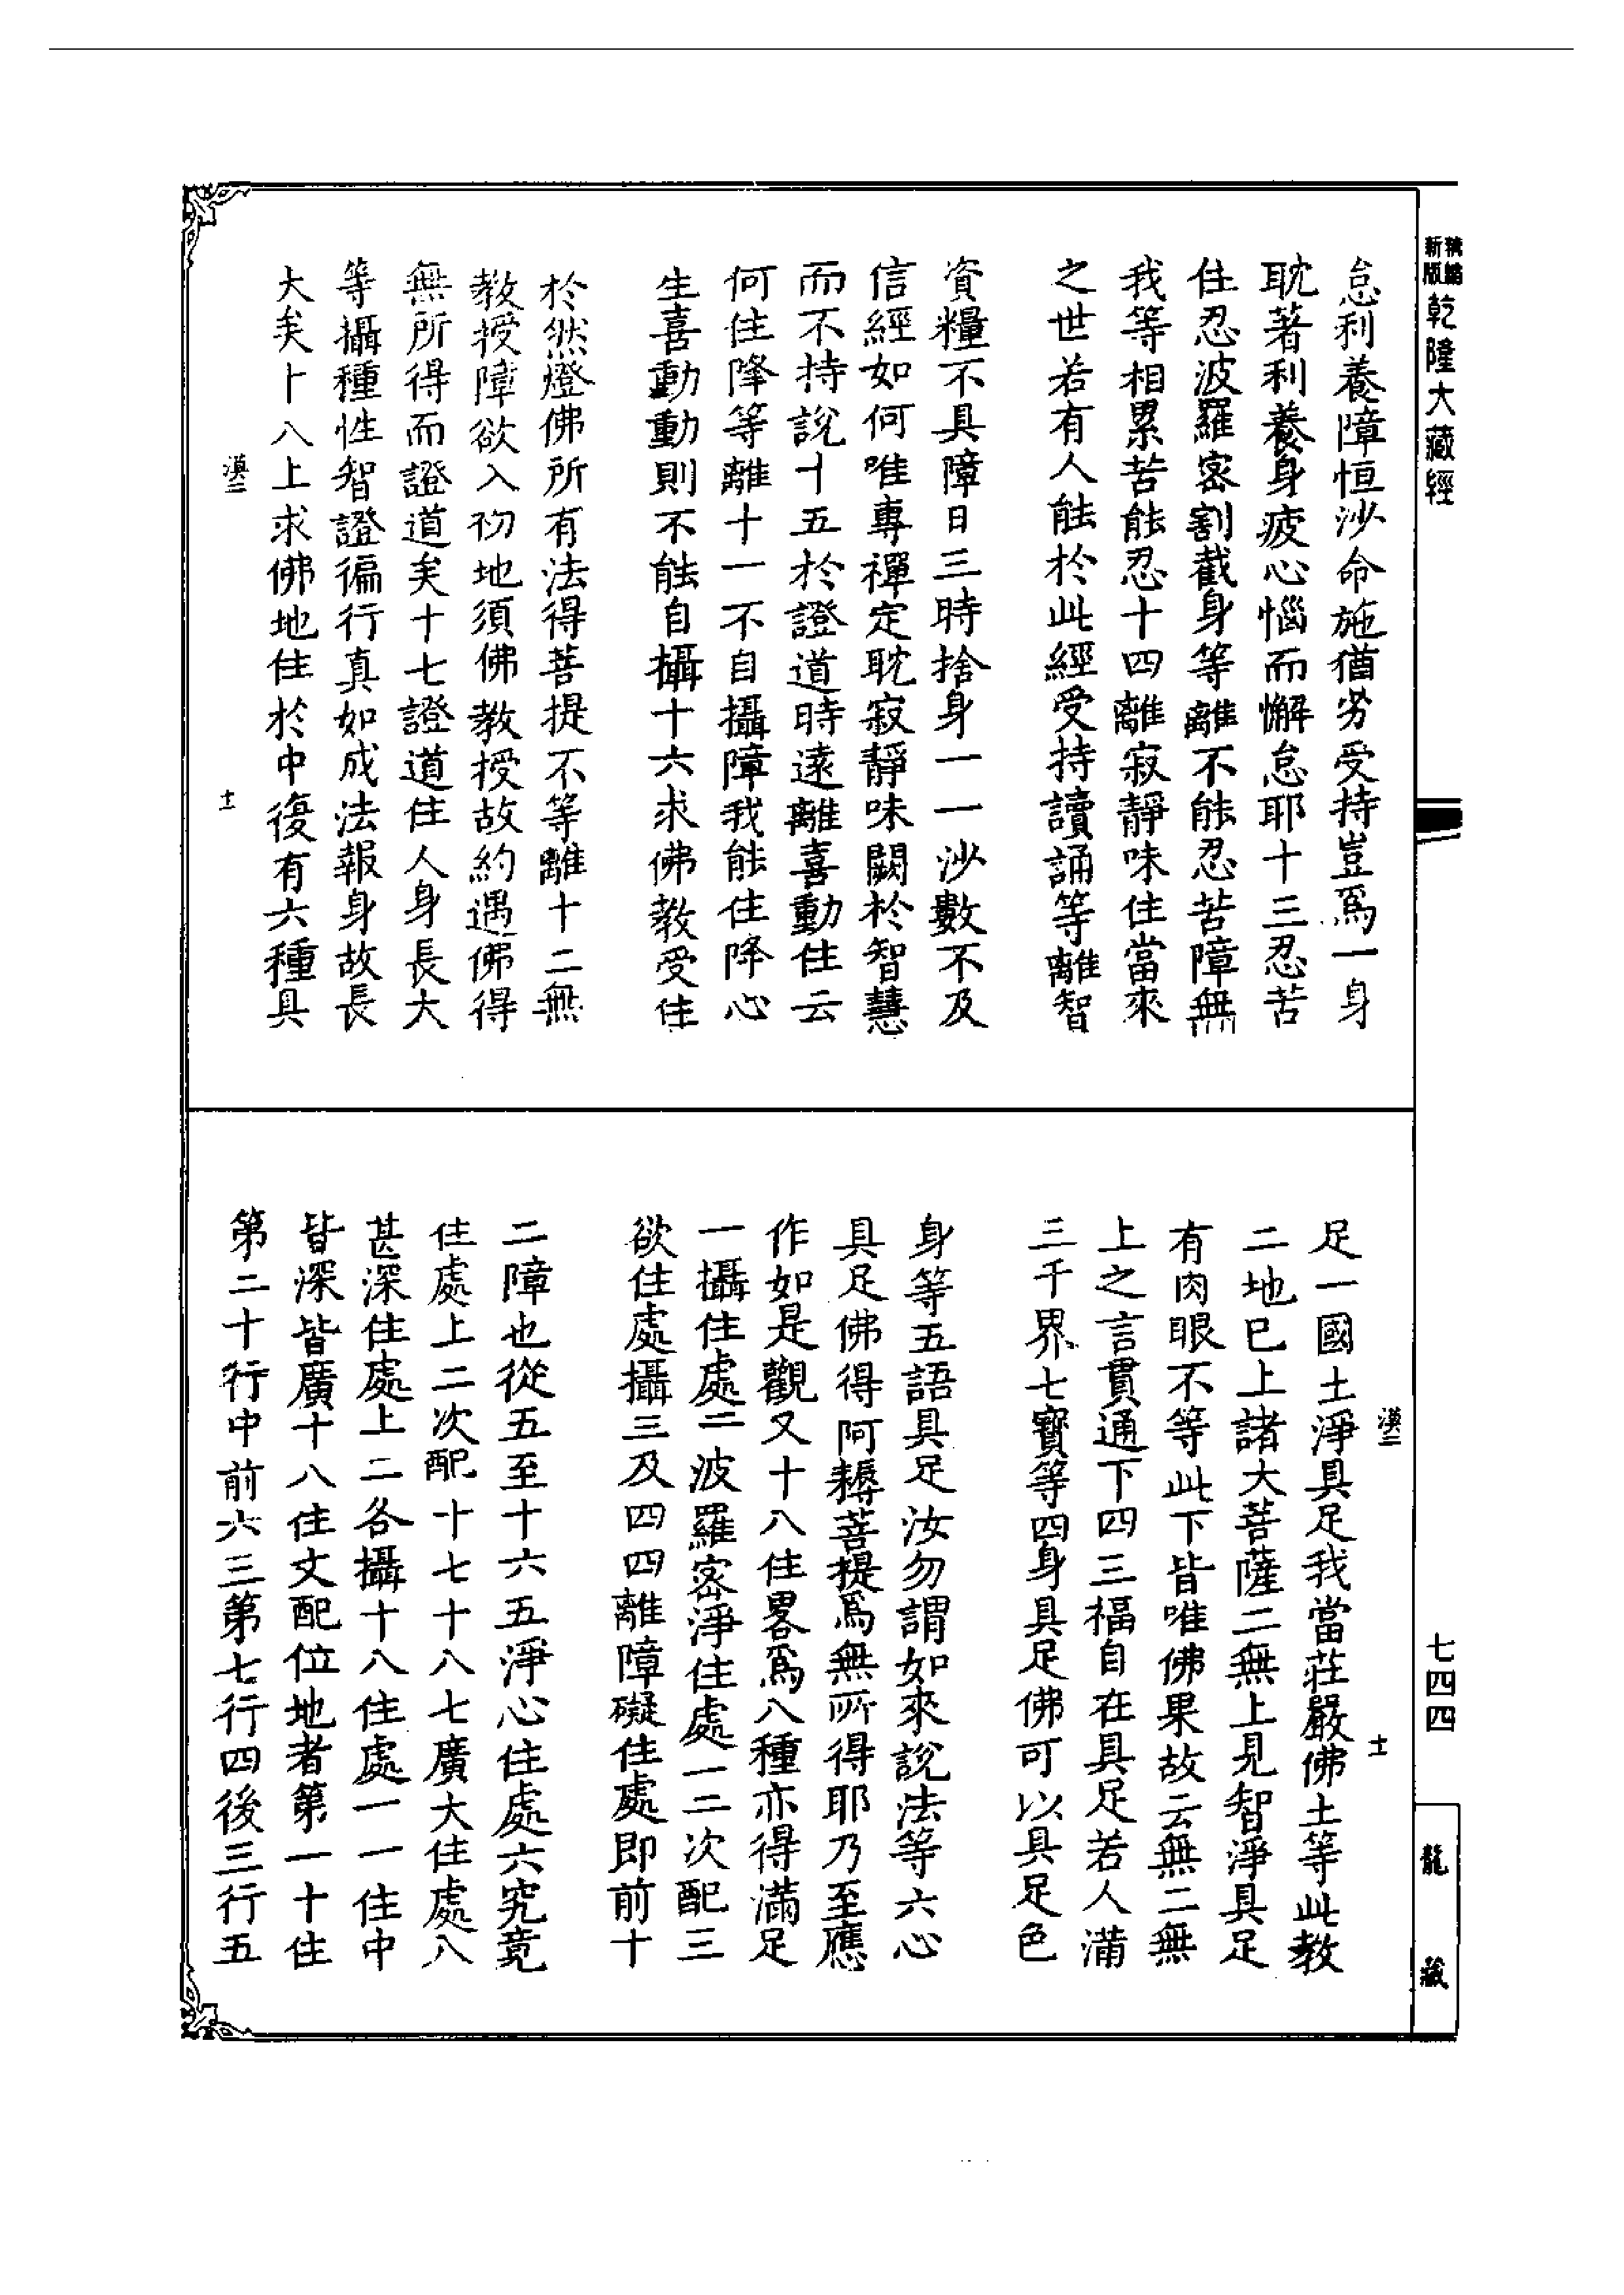 新編
新版
乾隆大藏經
怠利養障恒沙命施猶劣受持豈爲一身
耽著利養身疲心惱而懈怠耶十三忍苦
住忍波羅密割截身等離不能忍苦障無
我等相累苦能忍十四離寂靜味住當來
之世若有人能於此經受持讀誦等離智
資糧不具障日三時捨身一一沙數不及
信經如何唯專禪定耽寂靜味闕於智慧
而不持說十五於證道時遠離喜動住云
何住降等離十一不自攝障我能住降心
生喜動動則不能自攝十六求佛教受住
於然燈佛所有法得菩提不等離十二無
教授障欲入初地須佛教授故約遇佛得
無所得而證道矣十七證道住人身長大
等攝種性智證徧行真如成法報身故長
大矣十八上求佛地住於中復有六種具
漢二
十二
漢二
十二
足一國土淨具足我當莊嚴佛土等此教
二地已上諸大菩薩二無上見智淨具足
有肉眼不等此下皆唯佛果故云無二無
上之言貫通下四三福自在具足若人滿
三千界七寶等四身具足佛可以具足色
身等五語具足汝勿謂如來說法等六心
具足佛得阿耨菩提爲無所得耶乃至應
作如是觀又十八住畧爲八種亦得滿足
一攝住處二波羅密淨住處一二次配三
欲住處攝三及四四離障礙住處即前十
二障也從五至十六五淨心住處六究竟
住處上二次配十七十八七廣大住處八
甚深住處上二各攝十八住處一一住中
皆深皆廣十八住文配位地者第一十住
第二十行中前六三第七行四後三行五
七四四
龍藏